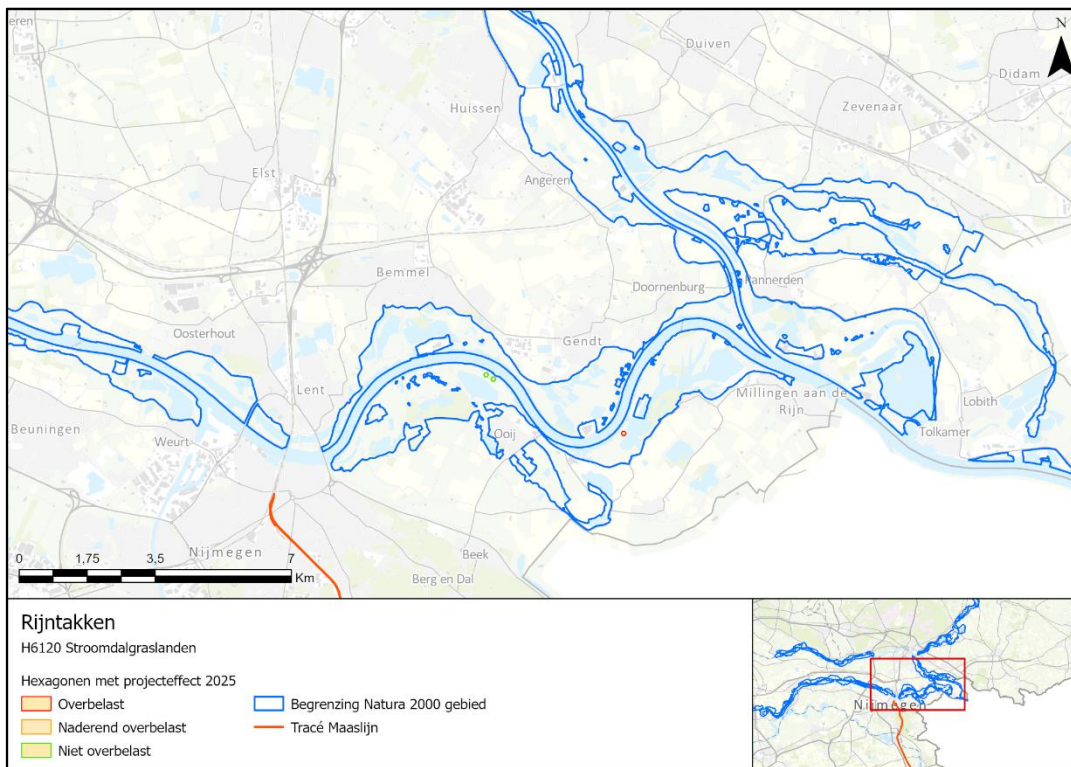 N
Duiven
Didam
Zevenaar
Huissen
Angeren
Elst
Bemmel
Doornenburg
Pannerden
Oosterhout
Gendt
Lent
Millingen aan de
Rijn
Lobith
Beuningen
Weurt
Ooij
Tolkamer
Nijmegen
Beek
Berg en Dal
0 1,75 3,5 7
Km
Rijntakken
H6120 Stroomdalgraslanden
Hexagonen met projecteffect 2025
Overbelast
Naderend overbelast
Niet overbelast
Begrenzing Natura 2000 gebied
Tracé Maaslijn
Nijmegen